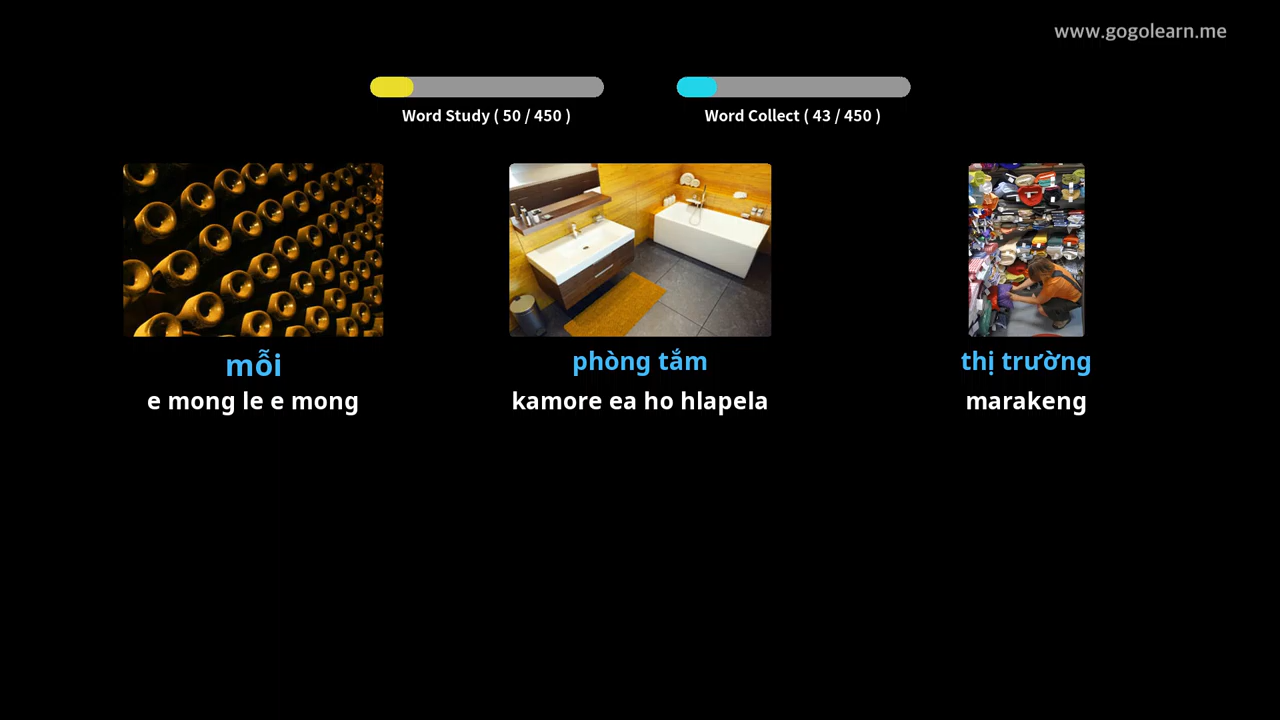 www.gogolearn.me
Word Study ( 50 / 450 )
Word Collect ( 43 / 450 )
mỗi
phòng tắm
thị trường
e mong le e mong
kamore ea ho hlapela
marakeng